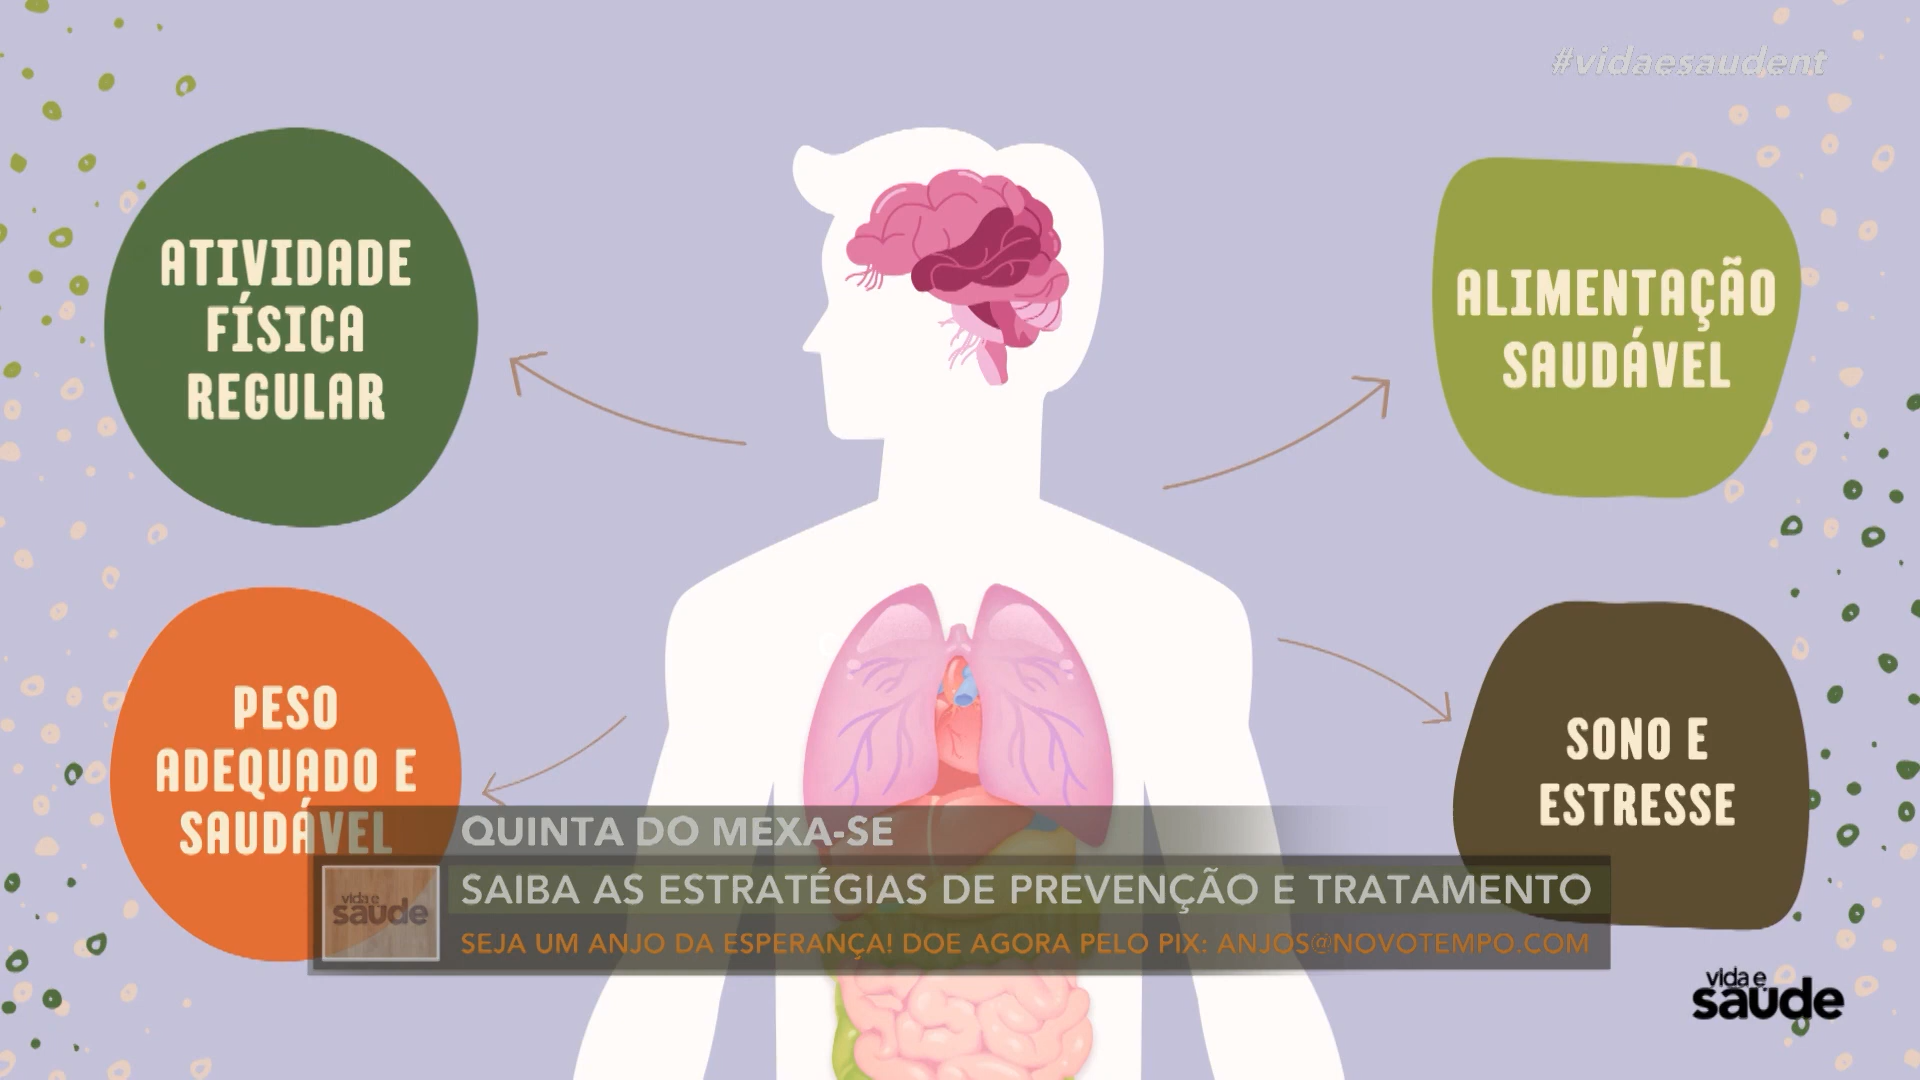 #vidaesaudent
ATIVIDADE
FÍSICA
REGULAR
ALIMENTAÇÃO
SAUDÁVEL
PESO
ADEQUADO E
SAUDÁVEL
SONO E
ESTRESSE
QUINTA DO MEXA-SE
vida e
saúde
SAIBA AS ESTRATÉGIAS DE PREVENÇÃO E TRATAMENTO
SEJA UM ANJO DA ESPERANÇA! DOE AGORA PELO PIX: ANJOS@NOVOTEMPO.COM
vida e
saúde